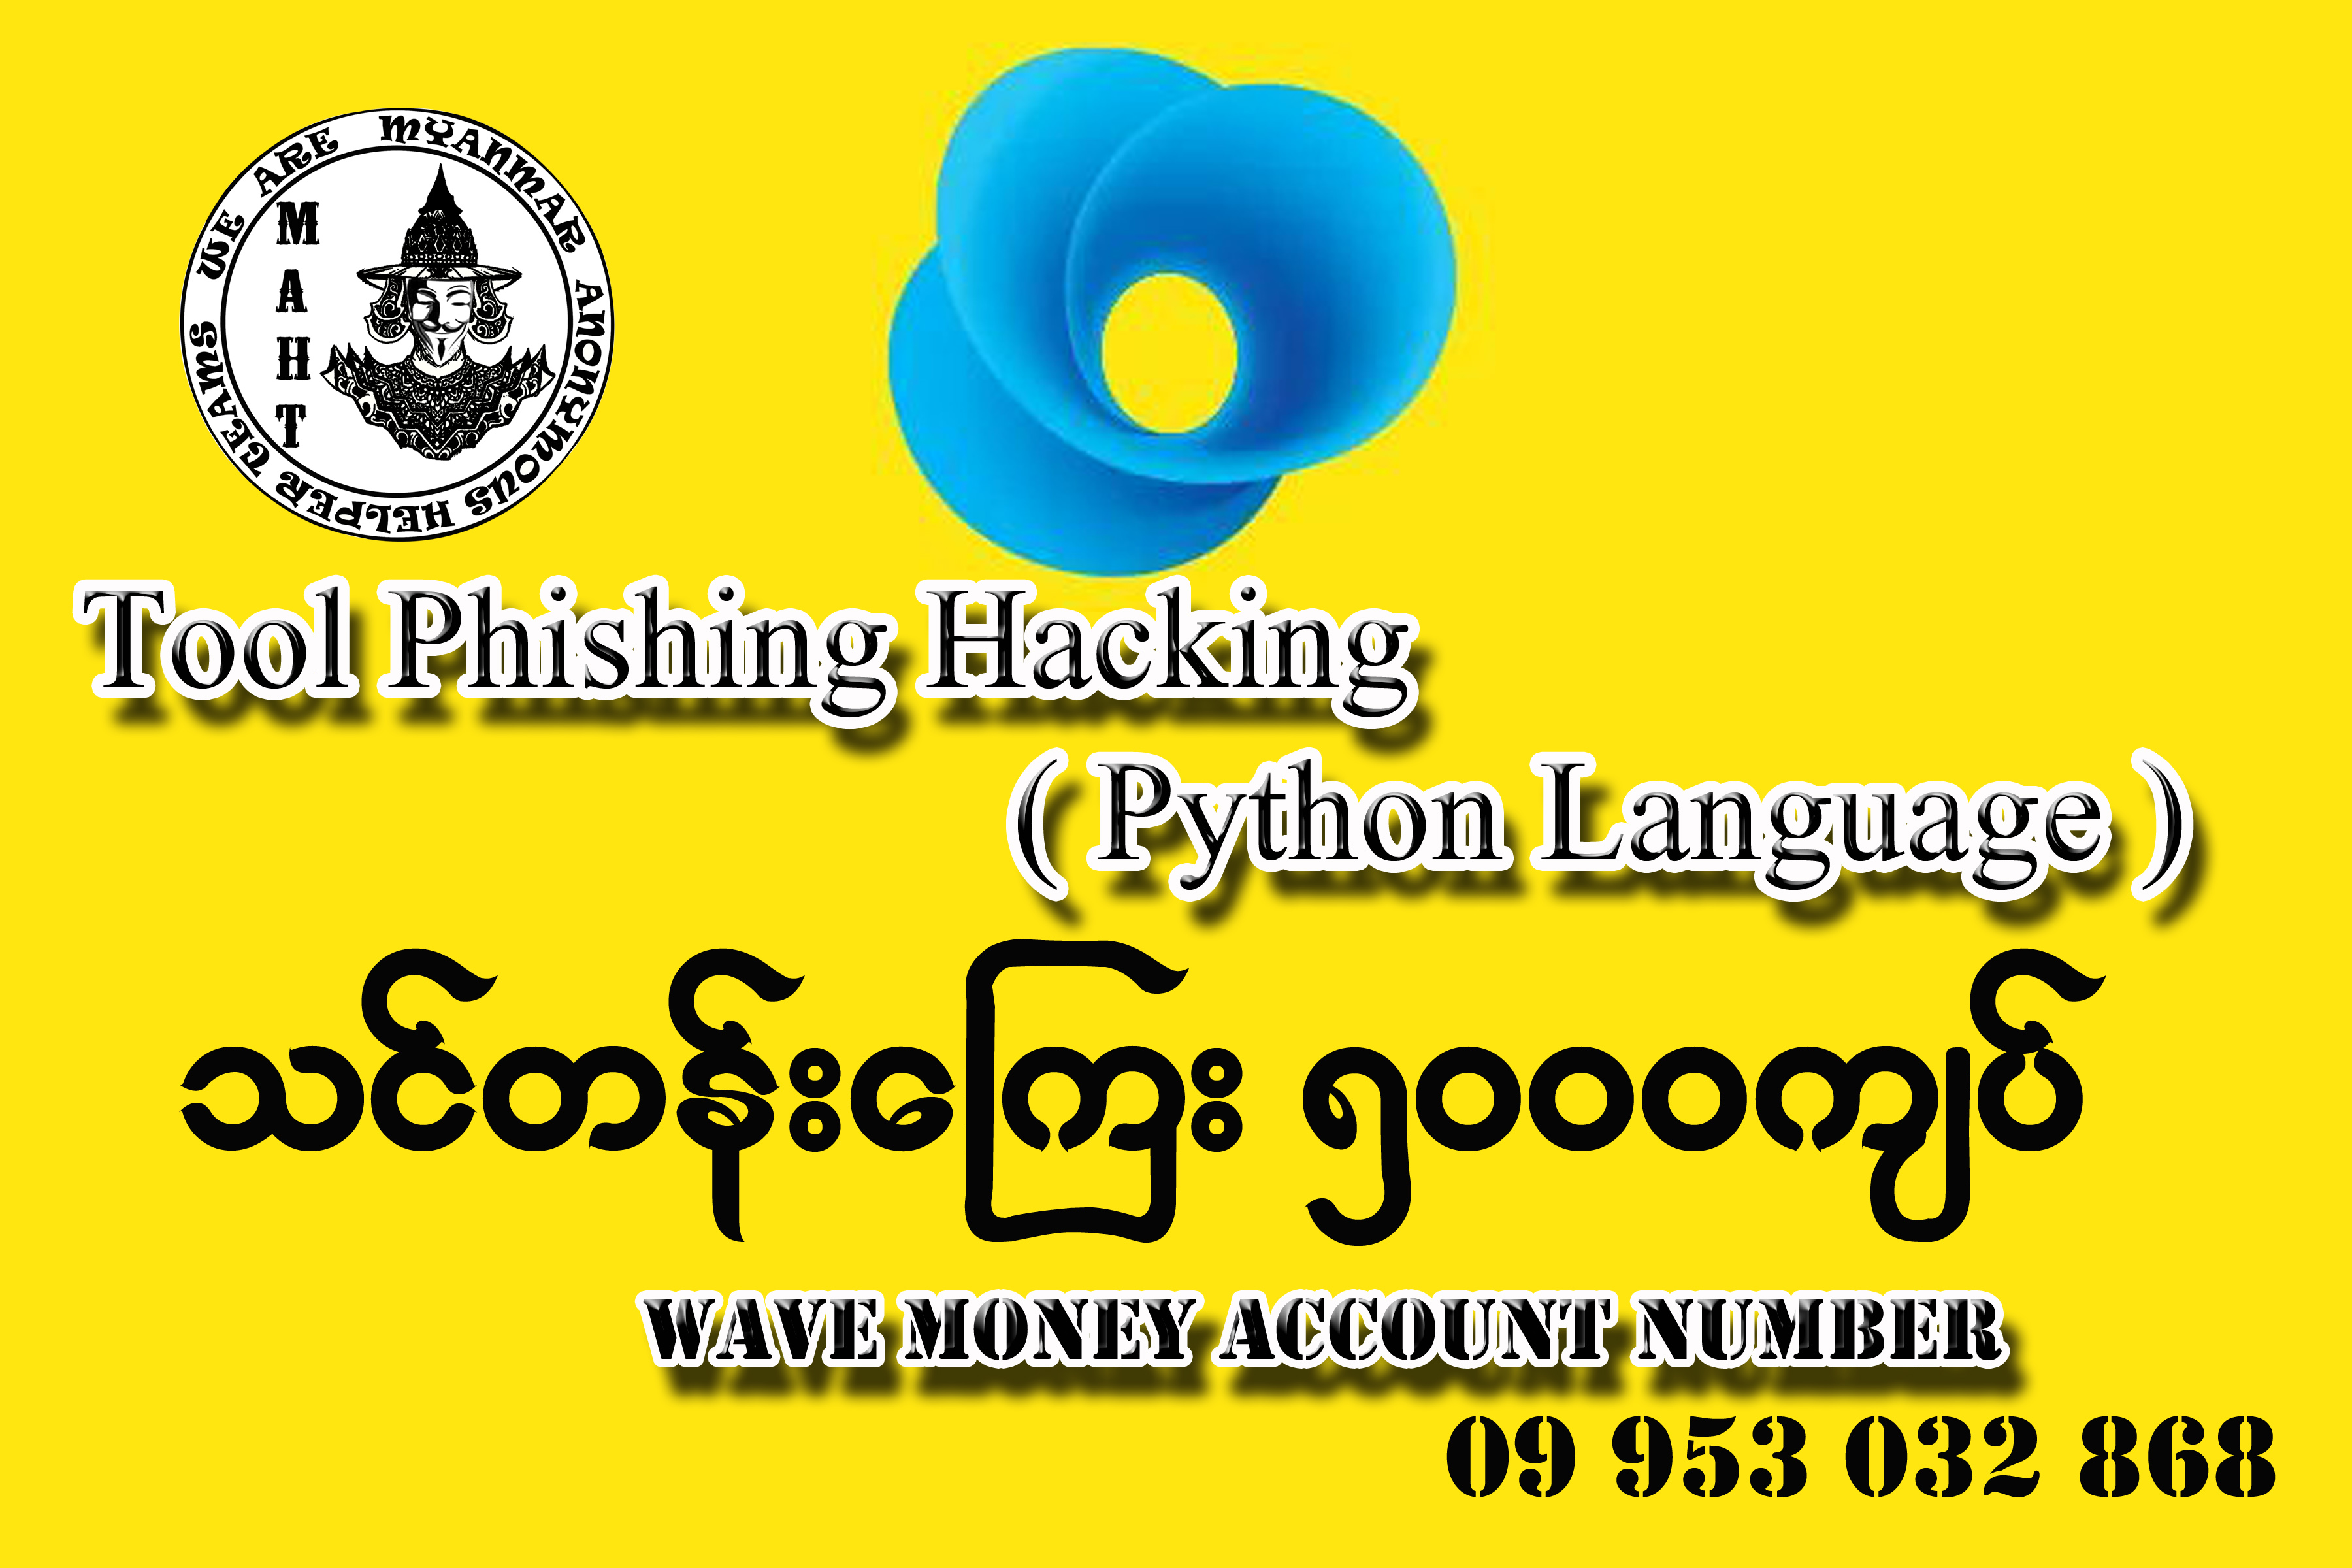 WE ARE MYANMAR ANONYMOUS HELPER TEAMS
MAHT
Tool Phishing Hacking
( Python Language )
သင်တန်းကြေး ၅၀၀၀ကျပ်
WAVE MONEY ACCOUNT NUMBER
09 953 032 868